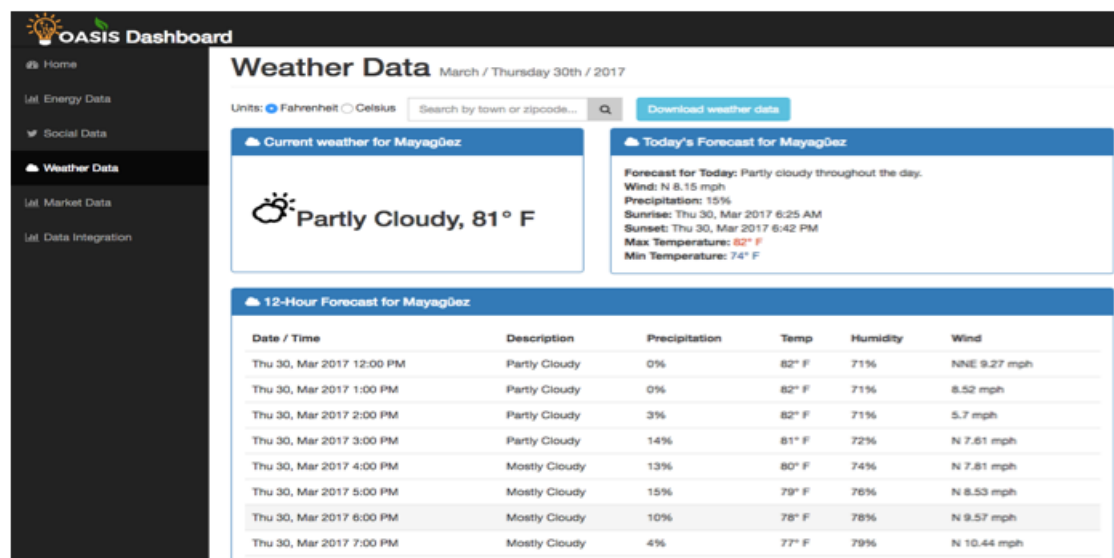 OASIS Dashboard
Home
Energy Data
Social Data
Weather Data
Market Data
Data Integration
Weather Data March / Thursday 30th / 2017
Units: Fahrenheit Celsius Search by town or zipcode... Download weather data
Current weather for Mayagüez
Partly Cloudy, 81° F
Today's Forecast for Mayagüez
Forecast for Today: Partly cloudy throughout the day.
Wind: N 8.15 mph
Precipitation: 15%
Sunrise: Thu 30, Mar 2017 6:25 AM
Sunset: Thu 30, Mar 2017 6:42 PM
Max Temperature: 82° F
Min Temperature: 74° F
12-Hour Forecast for Mayagüez
Date / Time Description Precipitation Temp Humidity Wind
Thu 30, Mar 2017 12:00 PM Partly Cloudy 0% 82° F 71% NNE 9.27 mph
Thu 30, Mar 2017 1:00 PM Partly Cloudy 0% 82° F 71% 8.52 mph
Thu 30, Mar 2017 2:00 PM Partly Cloudy 3% 82° F 71% 5.7 mph
Thu 30, Mar 2017 3:00 PM Partly Cloudy 14% 81° F 72% N 7.61 mph
Thu 30, Mar 2017 4:00 PM Mostly Cloudy 13% 80° F 74% N 7.81 mph
Thu 30, Mar 2017 5:00 PM Mostly Cloudy 15% 79° F 76% N 8.53 mph
Thu 30, Mar 2017 6:00 PM Mostly Cloudy 10% 78° F 78% N 9.57 mph
Thu 30, Mar 2017 7:00 PM Mostly Cloudy 4% 77° F 79% N 10.44 mph